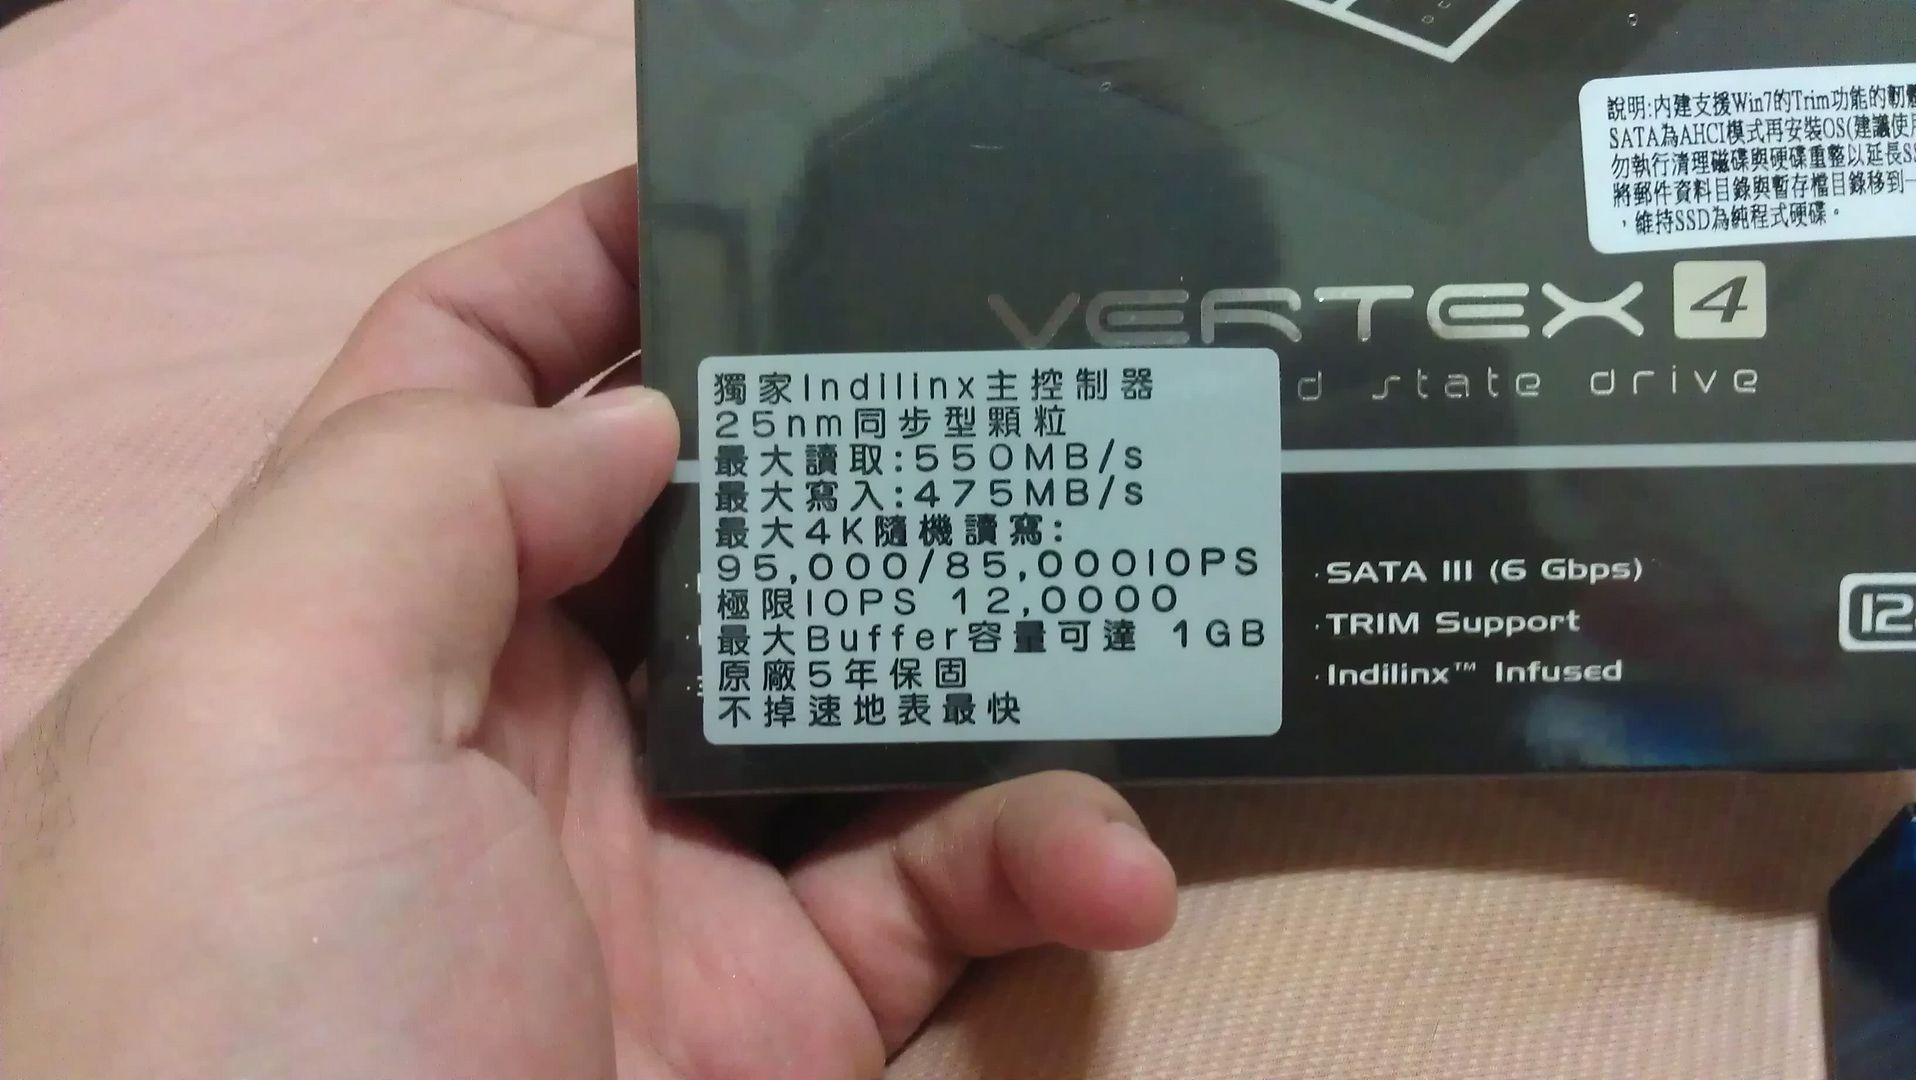 說明:內建支援Win7的Trim功能的韌體
SATA為AHCI模式再安裝OS(建議使用
勿執行清理磁碟與硬碟重整以延長SS
將郵件資料目錄與暫存檔目錄移到一
，維持SSD為純程式硬碟。
VERTEX 4
d state drive
獨家Indilinx主控制器
25nm同步型顆粒
最大讀取:550MB/s
最大寫入:475MB/s
最大4K隨機讀寫:
95,000/85,000IOPS
極限IOPS 12,0000
最大Buffer容量可達 1GB
原廠5年保固
不掉速地表最快
·SATA III (6 Gbps)
·TRIM Support
·Indilinx™ Infused
12